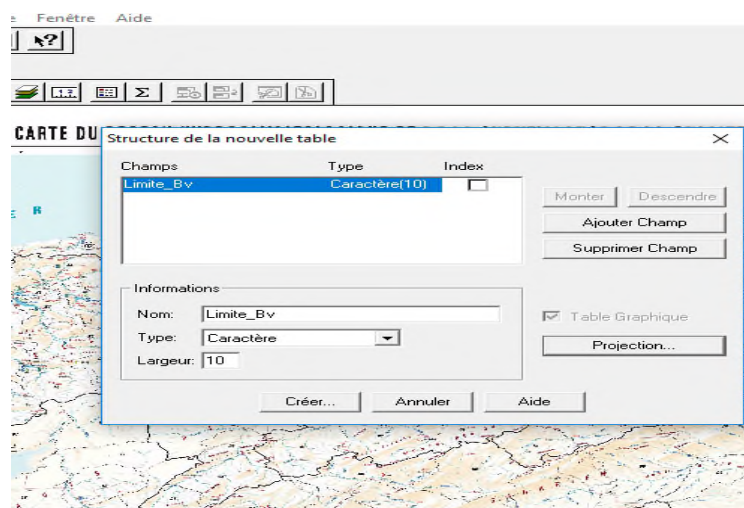 Fenêtre Aide
CARTE DU
Structure de la nouvelle table
Champs Type Index
Limite_Bv Caractère(10)
Monter Descendre
Ajouter Champ
Supprimer Champ
Informations
Nom: Limite_Bv
Type: Caractère
Largeur: 10
Table Graphique
Projection...
Créer... Annuler Aide